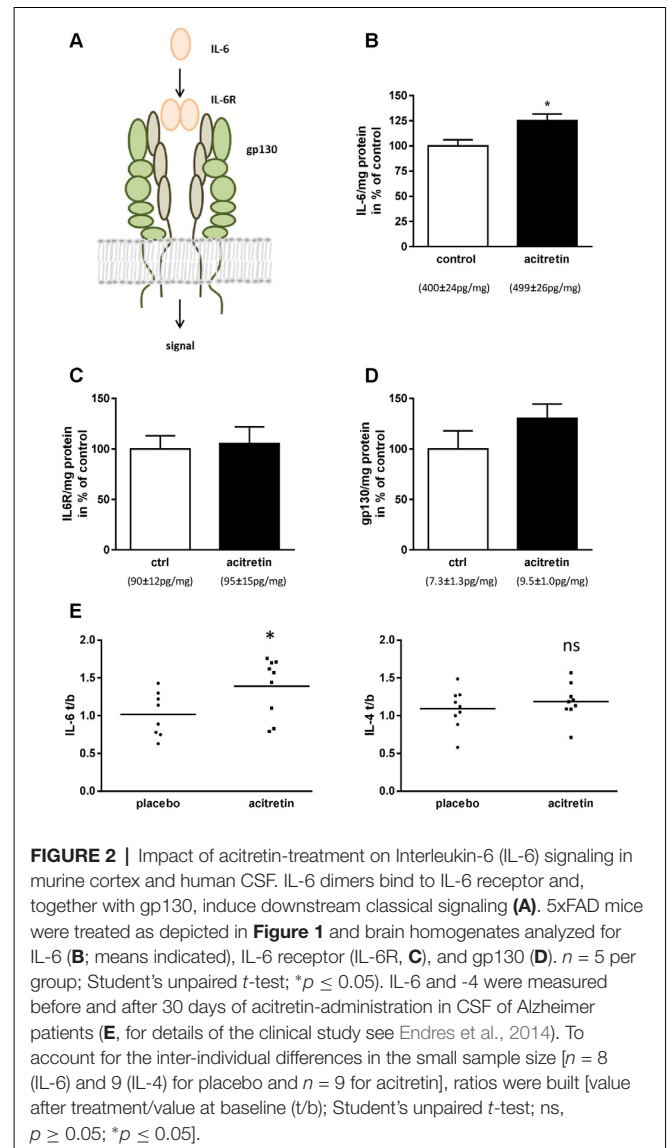 A
IL-6
IL-6R
gp130
signal
B
IL-6/mg protein
in % of control
150
125
100
75
50
25
0
*
control
acitretin
(400±24pg/mg)
(499±26pg/mg)
C
IL6R/mg protein
in % of control
150
100
50
0
ctrl
acitretin
(90±12pg/mg)
(95±15pg/mg)
D
gp130/mg protein
in % of control
150
100
50
0
ctrl
acitretin
(7.3±1.3pg/mg)
(9.5±1.0pg/mg)
E
IL-6 t/b
2.0
1.5
1.0
0.5
0.0
*
placebo
acitretin
IL-4 t/b
2.0
1.5
1.0
0.5
0.0
ns
placebo
acitretin
FIGURE 2 | Impact of acitretin-treatment on Interleukin-6 (IL-6) signaling in
murine cortex and human CSF. IL-6 dimers bind to IL-6 receptor and,
together with gp130, induce downstream classical signaling (A). 5xFAD mice
were treated as depicted in Figure 1 and brain homogenates analyzed for
IL-6 (B; means indicated), IL-6 receptor (IL-6R, C), and gp130 (D). n = 5 per
group; Student's unpaired t-test; *p ≤ 0.05). IL-6 and -4 were measured
before and after 30 days of acitretin-administration in CSF of Alzheimer
patients (E, for details of the clinical study see Endres et al., 2014). To
account for the inter-individual differences in the small sample size [n = 8
(IL-6) and 9 (IL-4) for placebo and n = 9 for acitretin], ratios were built [value
after treatment/value at baseline (t/b); Student's unpaired t-test; ns,
p ≥ 0.05; *p ≤ 0.05].